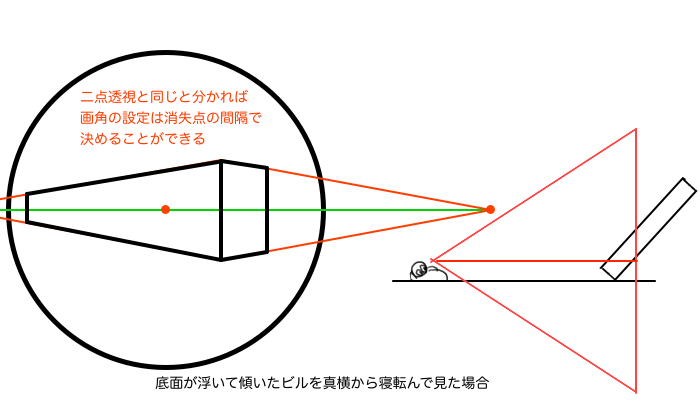 二点透視と同じと分かれば
画角の設定は消失点の間隔で
決めることができる
底面が浮いて傾いたビルを真横から寝転んで見た場合